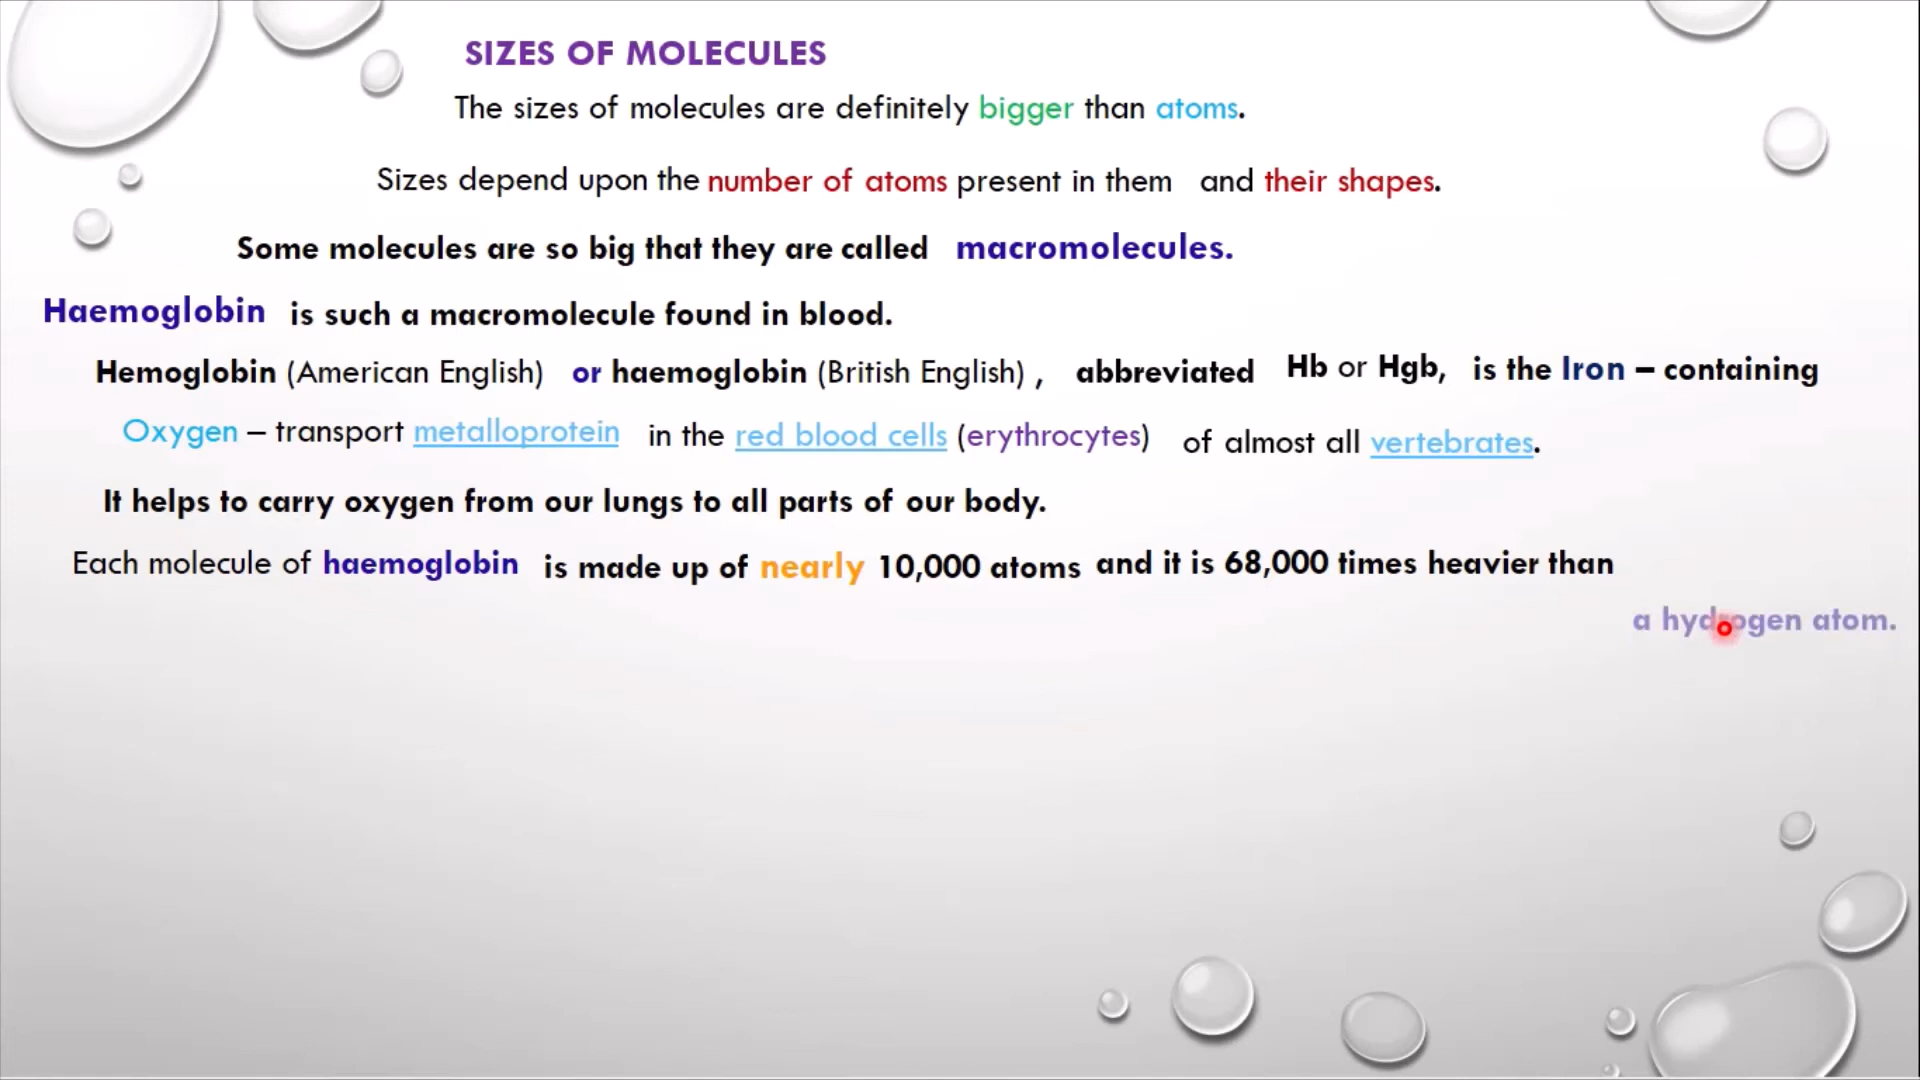 SIZES OF MOLECULES
The sizes of molecules are definitely bigger than atoms.
Sizes depend upon the number of atoms present in them and their shapes.
Some molecules are so big that they are called macromolecules.
Haemoglobin is such a macromolecule found in blood.
Hemoglobin (American English) or haemoglobin (British English) , abbreviated Hb or Hgb, is the Iron – containing
Oxygen – transport metalloprotein in the red blood cells (erythrocytes) of almost all vertebrates.
It helps to carry oxygen from our lungs to all parts of our body.
Each molecule of haemoglobin is made up of nearly 10,000 atoms and it is 68,000 times heavier than
a hydrogen atom.